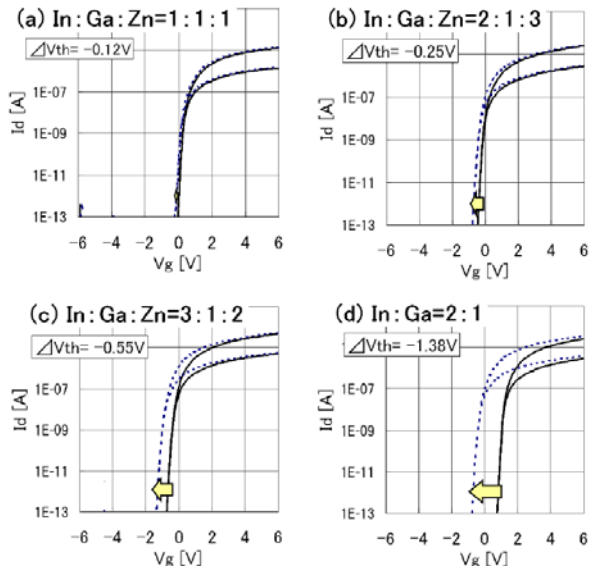 (a) In:Ga:Zn=1:1:1
⊿Vth= −0.12V
Id [A]
1E-07
1E-09
1E-11
1E-13
−6 −4 −2 0 2 4 6
Vg [V]
(b) In:Ga:Zn=2:1:3
⊿Vth= −0.25V
Id [A]
1E-07
1E-09
1E-11
1E-13
−6 −4 −2 0 2 4 6
Vg [V]
(c) In:Ga:Zn=3:1:2
⊿Vth= −0.55V
Id [A]
1E-07
1E-09
1E-11
1E-13
−6 −4 −2 0 2 4 6
Vg [V]
(d) In:Ga=2:1
⊿Vth= −1.38V
Id [A]
1E-07
1E-09
1E-11
1E-13
−6 −4 −2 0 2 4 6
Vg [V]